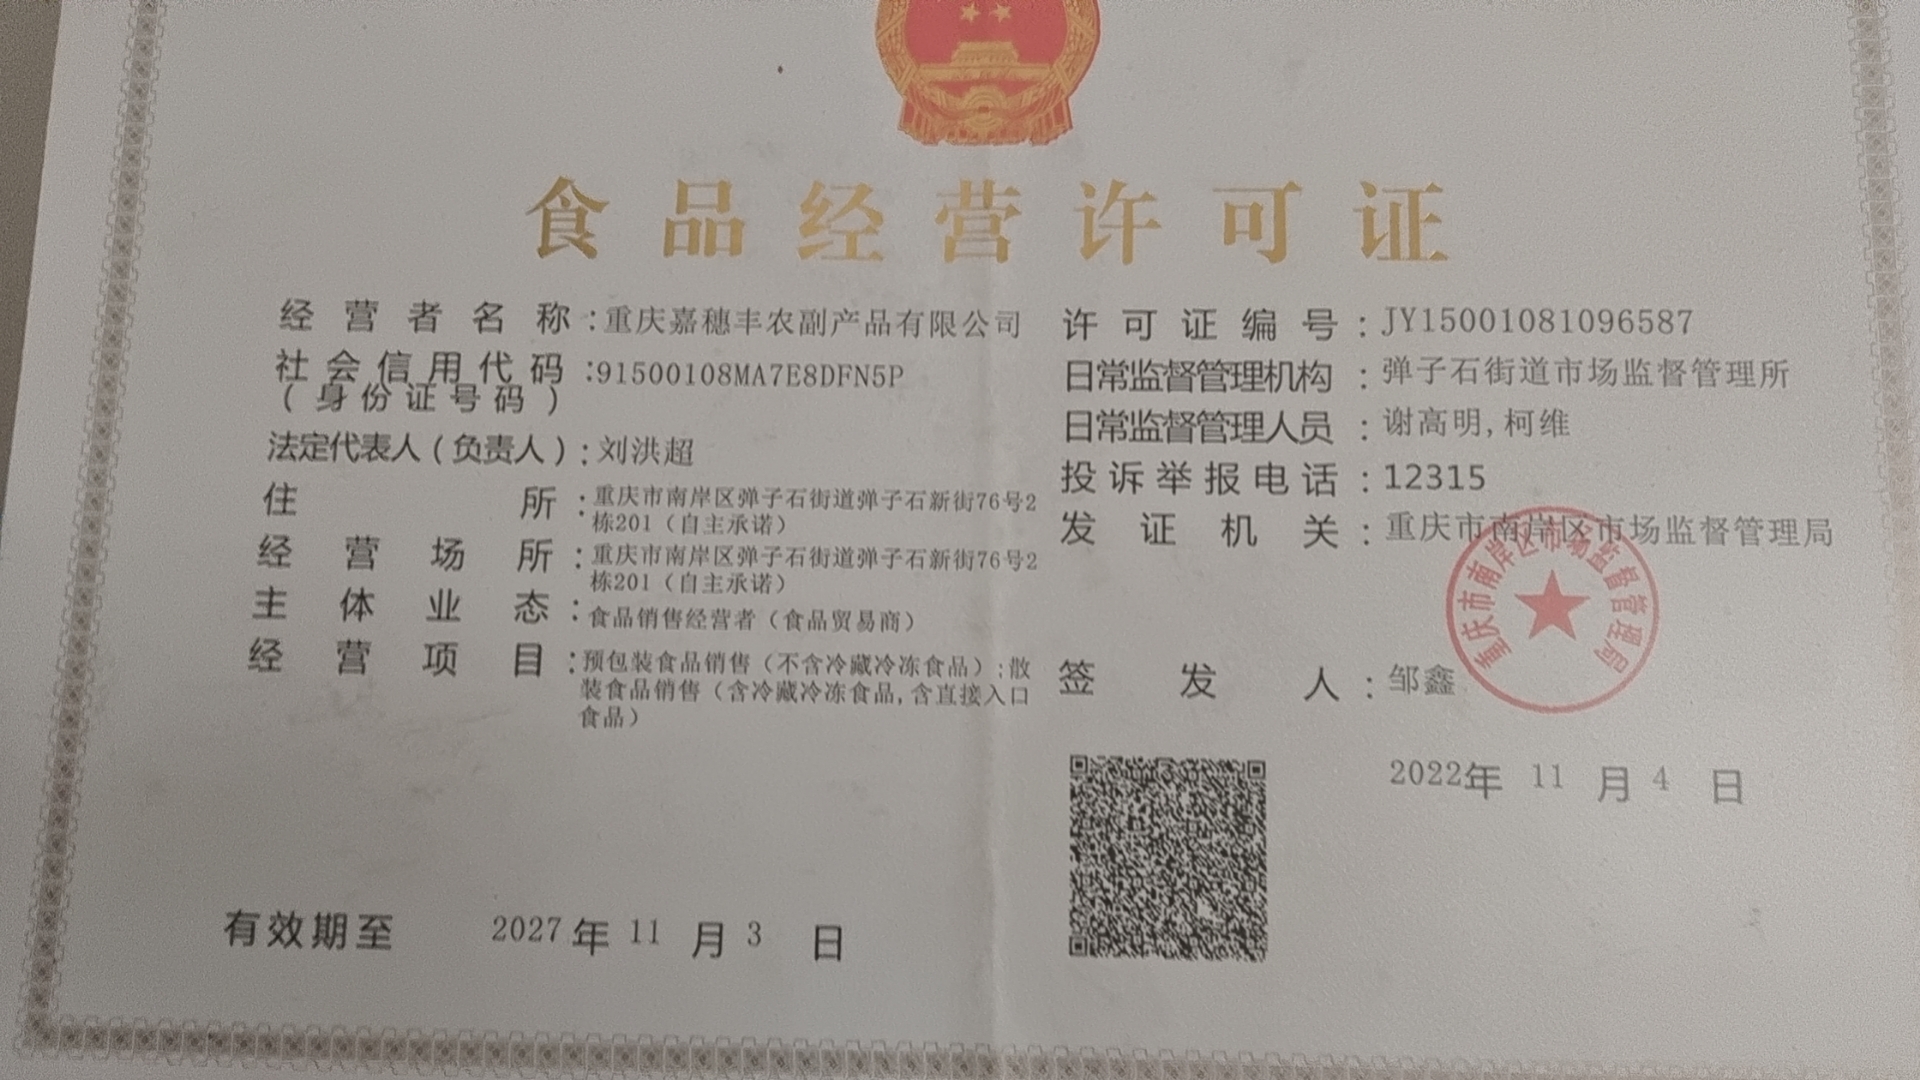 食品经营许可证
经营者名称：重庆嘉穗丰农副产品有限公司
社会信用代码：91500108MA7E8DFN5P
（身份证号码）
法定代表人（负责人）：刘洪超
住所：重庆市南岸区弹子石街道弹子石新街76号2
栋201（自主承诺）
经营场所：重庆市南岸区弹子石街道弹子石新街76号2
栋201（自主承诺）
主体业态：食品销售经营者（食品贸易商）
经营项目：预包装食品销售（不含冷藏冷冻食品）；散
装食品销售（含冷藏冷冻食品，含直接入口
食品）
许可证编号：JY15001081096587
日常监督管理机构：弹子石街道市场监督管理所
日常监督管理人员：谢高明,柯维
投诉举报电话：12315
发证机关：重庆市南岸区市场监督管理局
重庆市南岸区市场监督管理局
签发人：邹鑫
2022年11月4日
有效期至 2027年11月3日